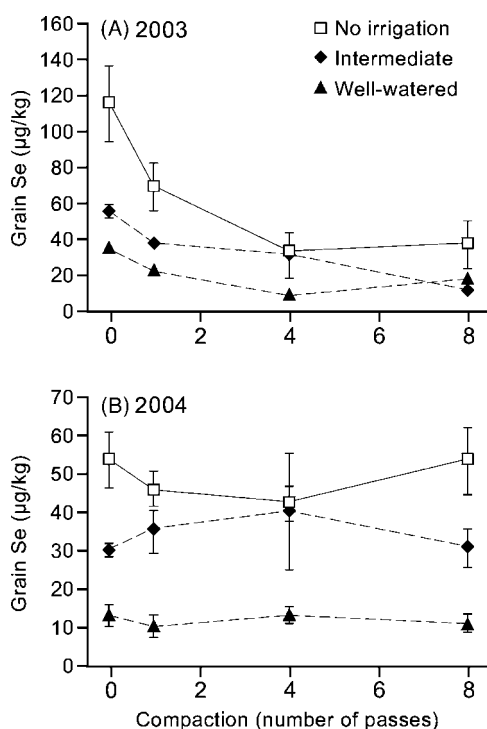 (A) 2003
No irrigation
Intermediate
Well-watered
Grain Se (µg/kg)
160
140
120
100
80
60
40
20
0
0 2 4 6 8
(B) 2004
Grain Se (µg/kg)
70
60
50
40
30
20
10
0
0 2 4 6 8
Compaction (number of passes)